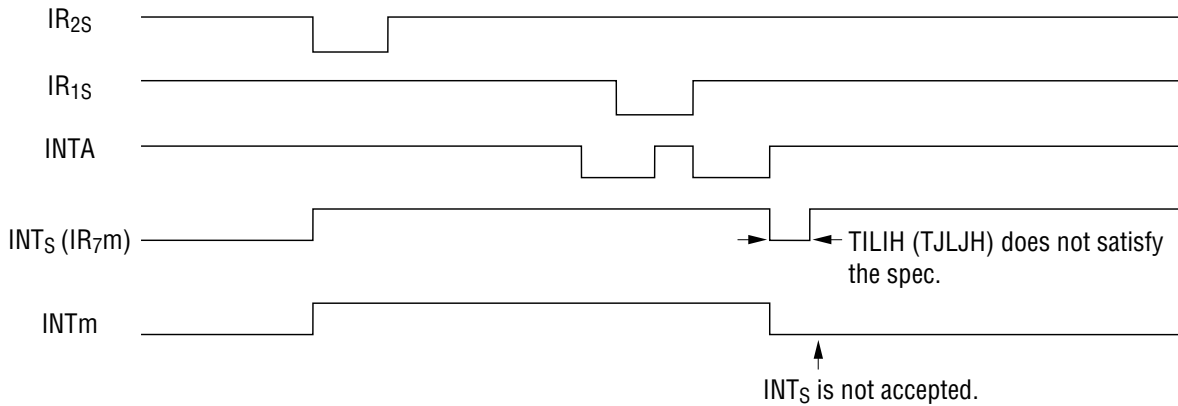 IR2S
IR1S
INTA
INTS (IR7m)
TILIH (TJLJH) does not satisfy
the spec.
INTm
INTS is not accepted.